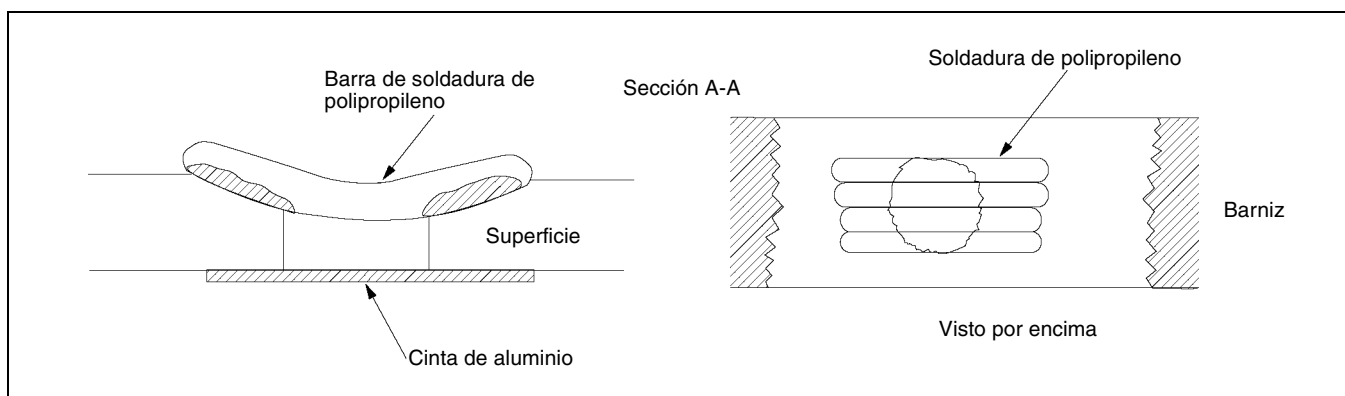 Barra de soldadura de
polipropileno
Sección A-A
Superficie
Cinta de aluminio
Soldadura de polipropileno
Barniz
Visto por encima